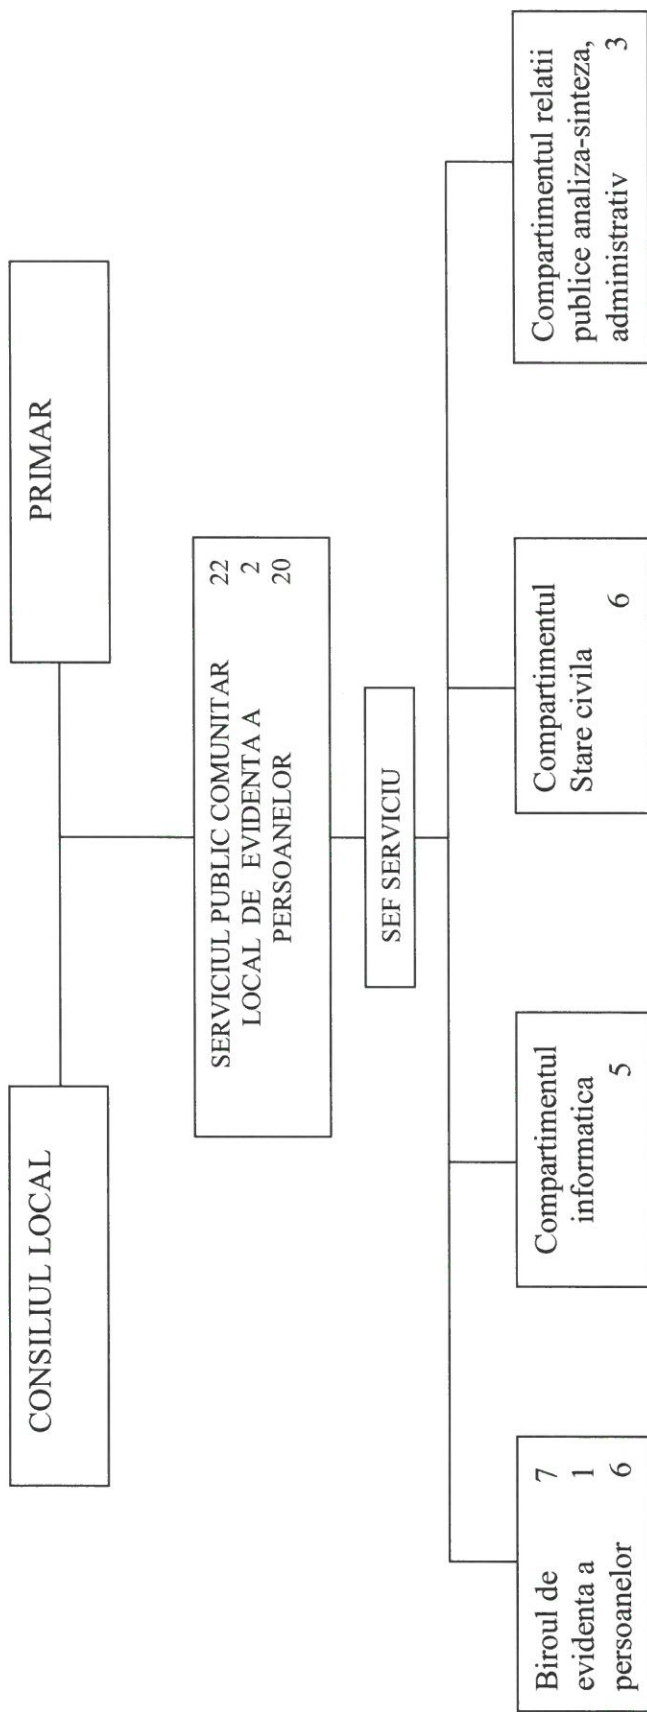 CONSILIUL LOCAL
PRIMAR
SERVICIUL PUBLIC COMUNITAR 22
LOCAL DE EVIDENTA A 2
PERSOANELOR 20
SEF SERVICIU
Biroul de 7
evidenta a 1
persoanelor 6
Compartimentul
informatica 5
Compartimentul
Stare civila 6
Compartimentul relatii
publice analiza-sinteza,
administrativ 3